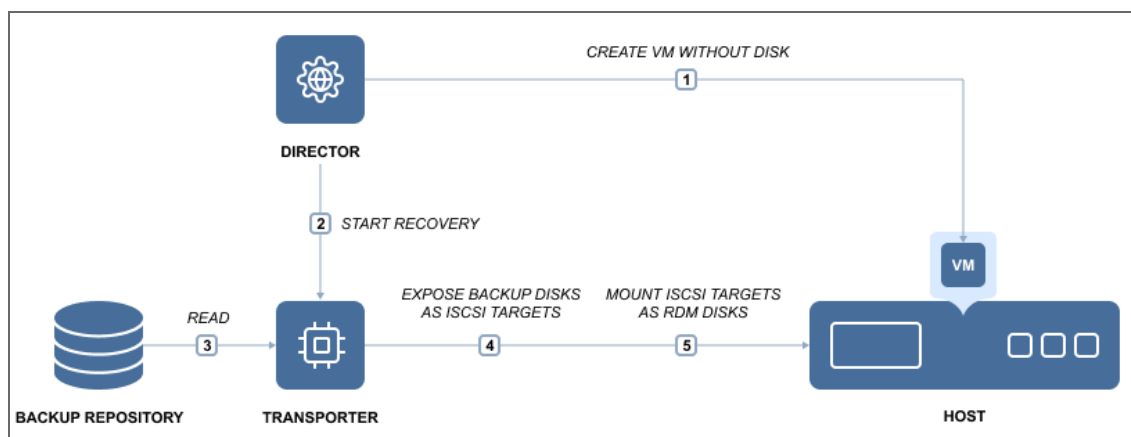 CREATE VM WITHOUT DISK
1
DIRECTOR
2
START RECOVERY
VM
READ
3
EXPOSE BACKUP DISKS
AS ISCSI TARGETS
4
MOUNT ISCSI TARGETS
AS RDM DISKS
5
BACKUP REPOSITORY
TRANSPORTER
HOST